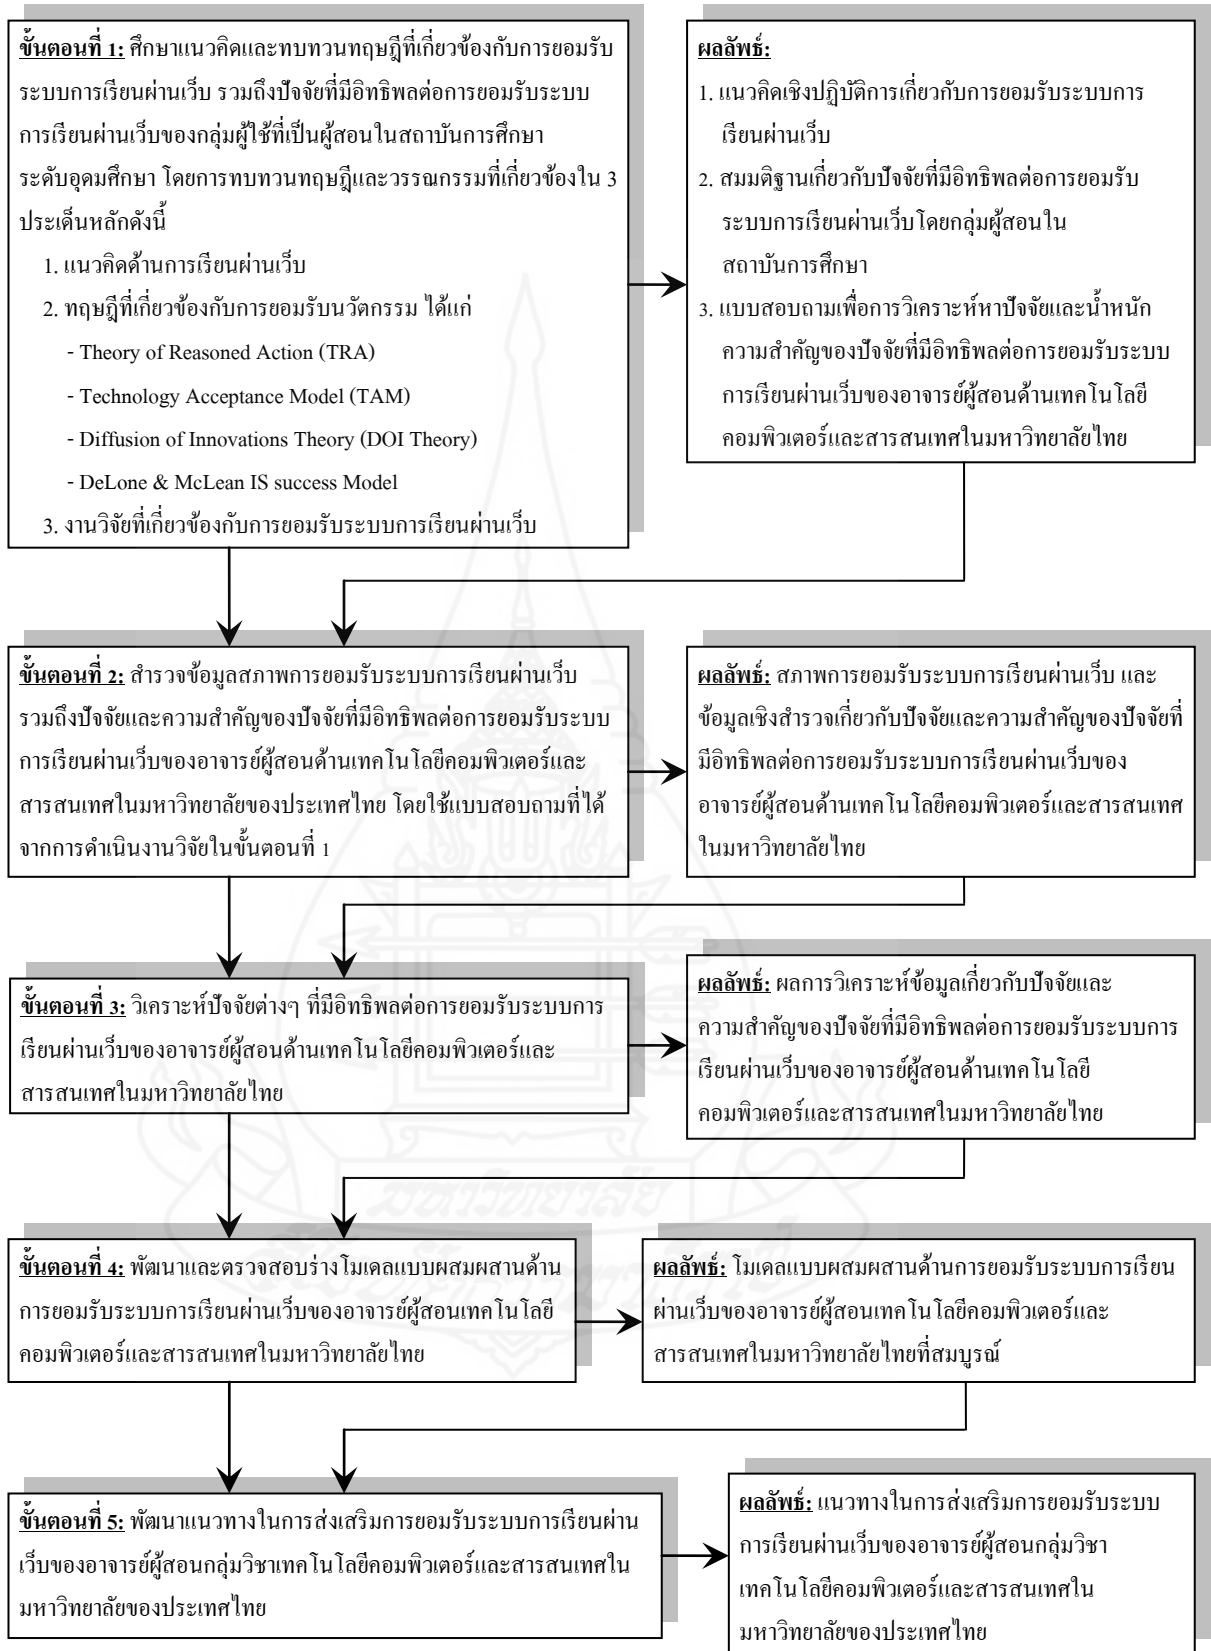 ขั้นตอนที่ 1: ศึกษาแนวคิดและทบทวนทฤษฎีที่เกี่ยวข้องกับการยอมรับ
ระบบการเรียนผ่านเว็บ รวมถึงปัจจัยที่มีอิทธิพลต่อการยอมรับระบบ
การเรียนผ่านเว็บของกลุ่มผู้ใช้ที่เป็นผู้สอนในสถาบันการศึกษา
ระดับอุดมศึกษา โดยการทบทวนทฤษฎีและวรรณกรรมที่เกี่ยวข้องใน 3
ประเด็นหลักดังนี้
1. แนวคิดด้านการเรียนผ่านเว็บ
2. ทฤษฎีที่เกี่ยวข้องกับการยอมรับนวัตกรรม ได้แก่
- Theory of Reasoned Action (TRA)
- Technology Acceptance Model (TAM)
- Diffusion of Innovations Theory (DOI Theory)
- DeLone & McLean IS success Model
3. งานวิจัยที่เกี่ยวข้องกับการยอมรับระบบการเรียนผ่านเว็บ
ผลลัพธ์:
1. แนวคิดเชิงปฏิบัติการเกี่ยวกับการยอมรับระบบการ
เรียนผ่านเว็บ
2. สมมติฐานเกี่ยวกับปัจจัยที่มีอิทธิพลต่อการยอมรับ
ระบบการเรียนผ่านเว็บโดยกลุ่มผู้สอนใน
สถาบันการศึกษา
3. แบบสอบถามเพื่อการวิเคราะห์หาปัจจัยและน้ำหนัก
ความสำคัญของปัจจัยที่มีอิทธิพลต่อการยอมรับระบบ
การเรียนผ่านเว็บของอาจารย์ผู้สอนด้านเทคโนโลยี
คอมพิวเตอร์และสารสนเทศในมหาวิทยาลัยไทย
ขั้นตอนที่ 2: สำรวจข้อมูลสภาพการยอมรับระบบการเรียนผ่านเว็บ
รวมถึงปัจจัยและความสำคัญของปัจจัยที่มีอิทธิพลต่อการยอมรับระบบ
การเรียนผ่านเว็บของอาจารย์ผู้สอนด้านเทคโนโลยีคอมพิวเตอร์และ
สารสนเทศในมหาวิทยาลัยของประเทศไทย โดยใช้แบบสอบถามที่ได้
จากการดำเนินงานวิจัยในขั้นตอนที่ 1
ผลลัพธ์: สภาพการยอมรับระบบการเรียนผ่านเว็บ และ
ข้อมูลเชิงสำรวจเกี่ยวกับปัจจัยและความสำคัญของปัจจัยที่
มีอิทธิพลต่อการยอมรับระบบการเรียนผ่านเว็บของ
อาจารย์ผู้สอนด้านเทคโนโลยีคอมพิวเตอร์และสารสนเทศ
ในมหาวิทยาลัยไทย
ขั้นตอนที่ 3: วิเคราะห์ปัจจัยต่างๆ ที่มีอิทธิพลต่อการยอมรับระบบการ
เรียนผ่านเว็บของอาจารย์ผู้สอนด้านเทคโนโลยีคอมพิวเตอร์และ
สารสนเทศในมหาวิทยาลัยไทย
ผลลัพธ์: ผลการวิเคราะห์ข้อมูลเกี่ยวกับปัจจัยและ
ความสำคัญของปัจจัยที่มีอิทธิพลต่อการยอมรับระบบการ
เรียนผ่านเว็บของอาจารย์ผู้สอนด้านเทคโนโลยี
คอมพิวเตอร์และสารสนเทศในมหาวิทยาลัยไทย
มหาวิทยาลัย
ขั้นตอนที่ 4: พัฒนาและตรวจสอบร่างโมเดลแบบผสมผสานด้าน
การยอมรับระบบการเรียนผ่านเว็บของอาจารย์ผู้สอนเทคโนโลยี
คอมพิวเตอร์และสารสนเทศในมหาวิทยาลัยไทย
ผลลัพธ์: โมเดลแบบผสมผสานด้านการยอมรับระบบการเรียน
ผ่านเว็บของอาจารย์ผู้สอนเทคโนโลยีคอมพิวเตอร์และ
สารสนเทศในมหาวิทยาลัยไทยที่สมบูรณ์
ขั้นตอนที่ 5: พัฒนาแนวทางในการส่งเสริมการยอมรับระบบการเรียนผ่าน
เว็บของอาจารย์ผู้สอนกลุ่มวิชาเทคโนโลยีคอมพิวเตอร์และสารสนเทศใน
มหาวิทยาลัยของประเทศไทย
ผลลัพธ์: แนวทางในการส่งเสริมการยอมรับระบบ
การเรียนผ่านเว็บของอาจารย์ผู้สอนกลุ่มวิชา
เทคโนโลยีคอมพิวเตอร์และสารสนเทศใน
มหาวิทยาลัยของประเทศไทย